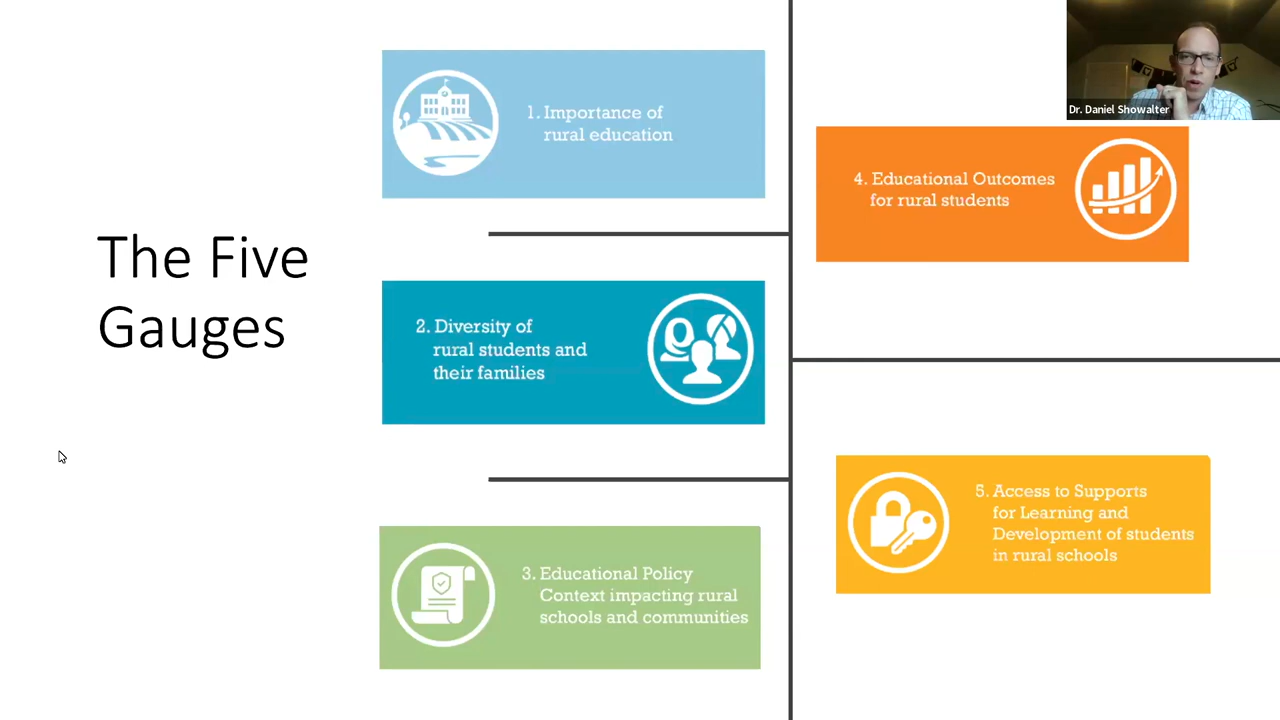 The Five
Gauges
1. Importance of
rural education
2. Diversity of
rural students and
their families
3. Educational Policy
Context impacting rural
schools and communities
Dr. Daniel Showalter
4. Educational Outcomes
for rural students
5. Access to Supports
for Learning and
Development of students
in rural schools